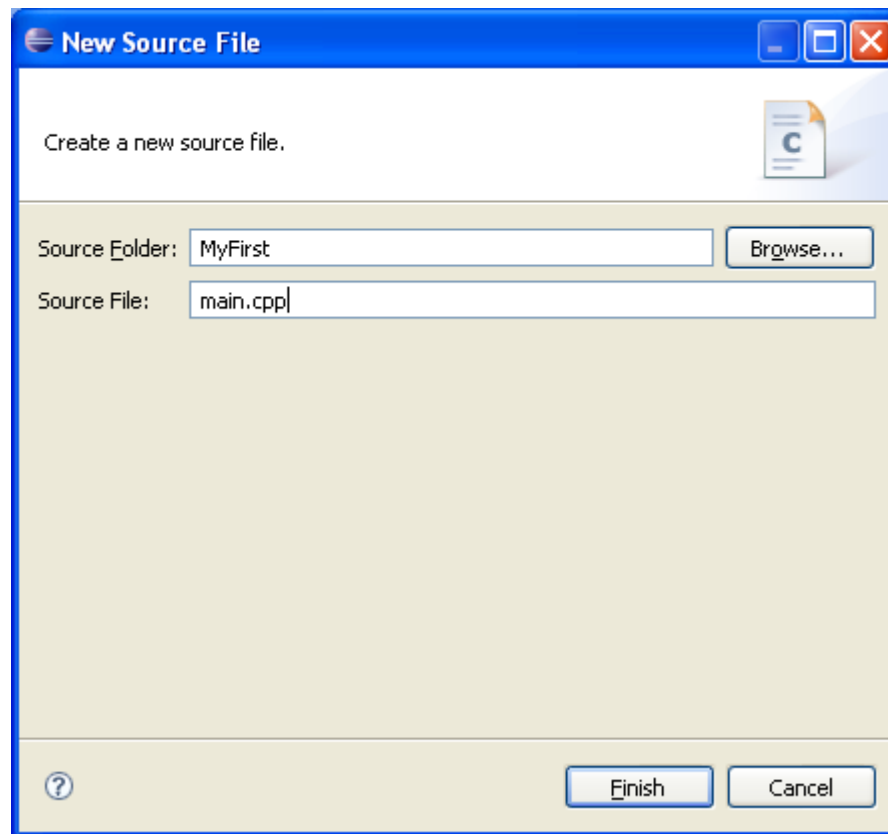 New Source File
Create a new source file.
C
Source Folder: MyFirst Browse...
Source File: main.cpp
? Finish Cancel